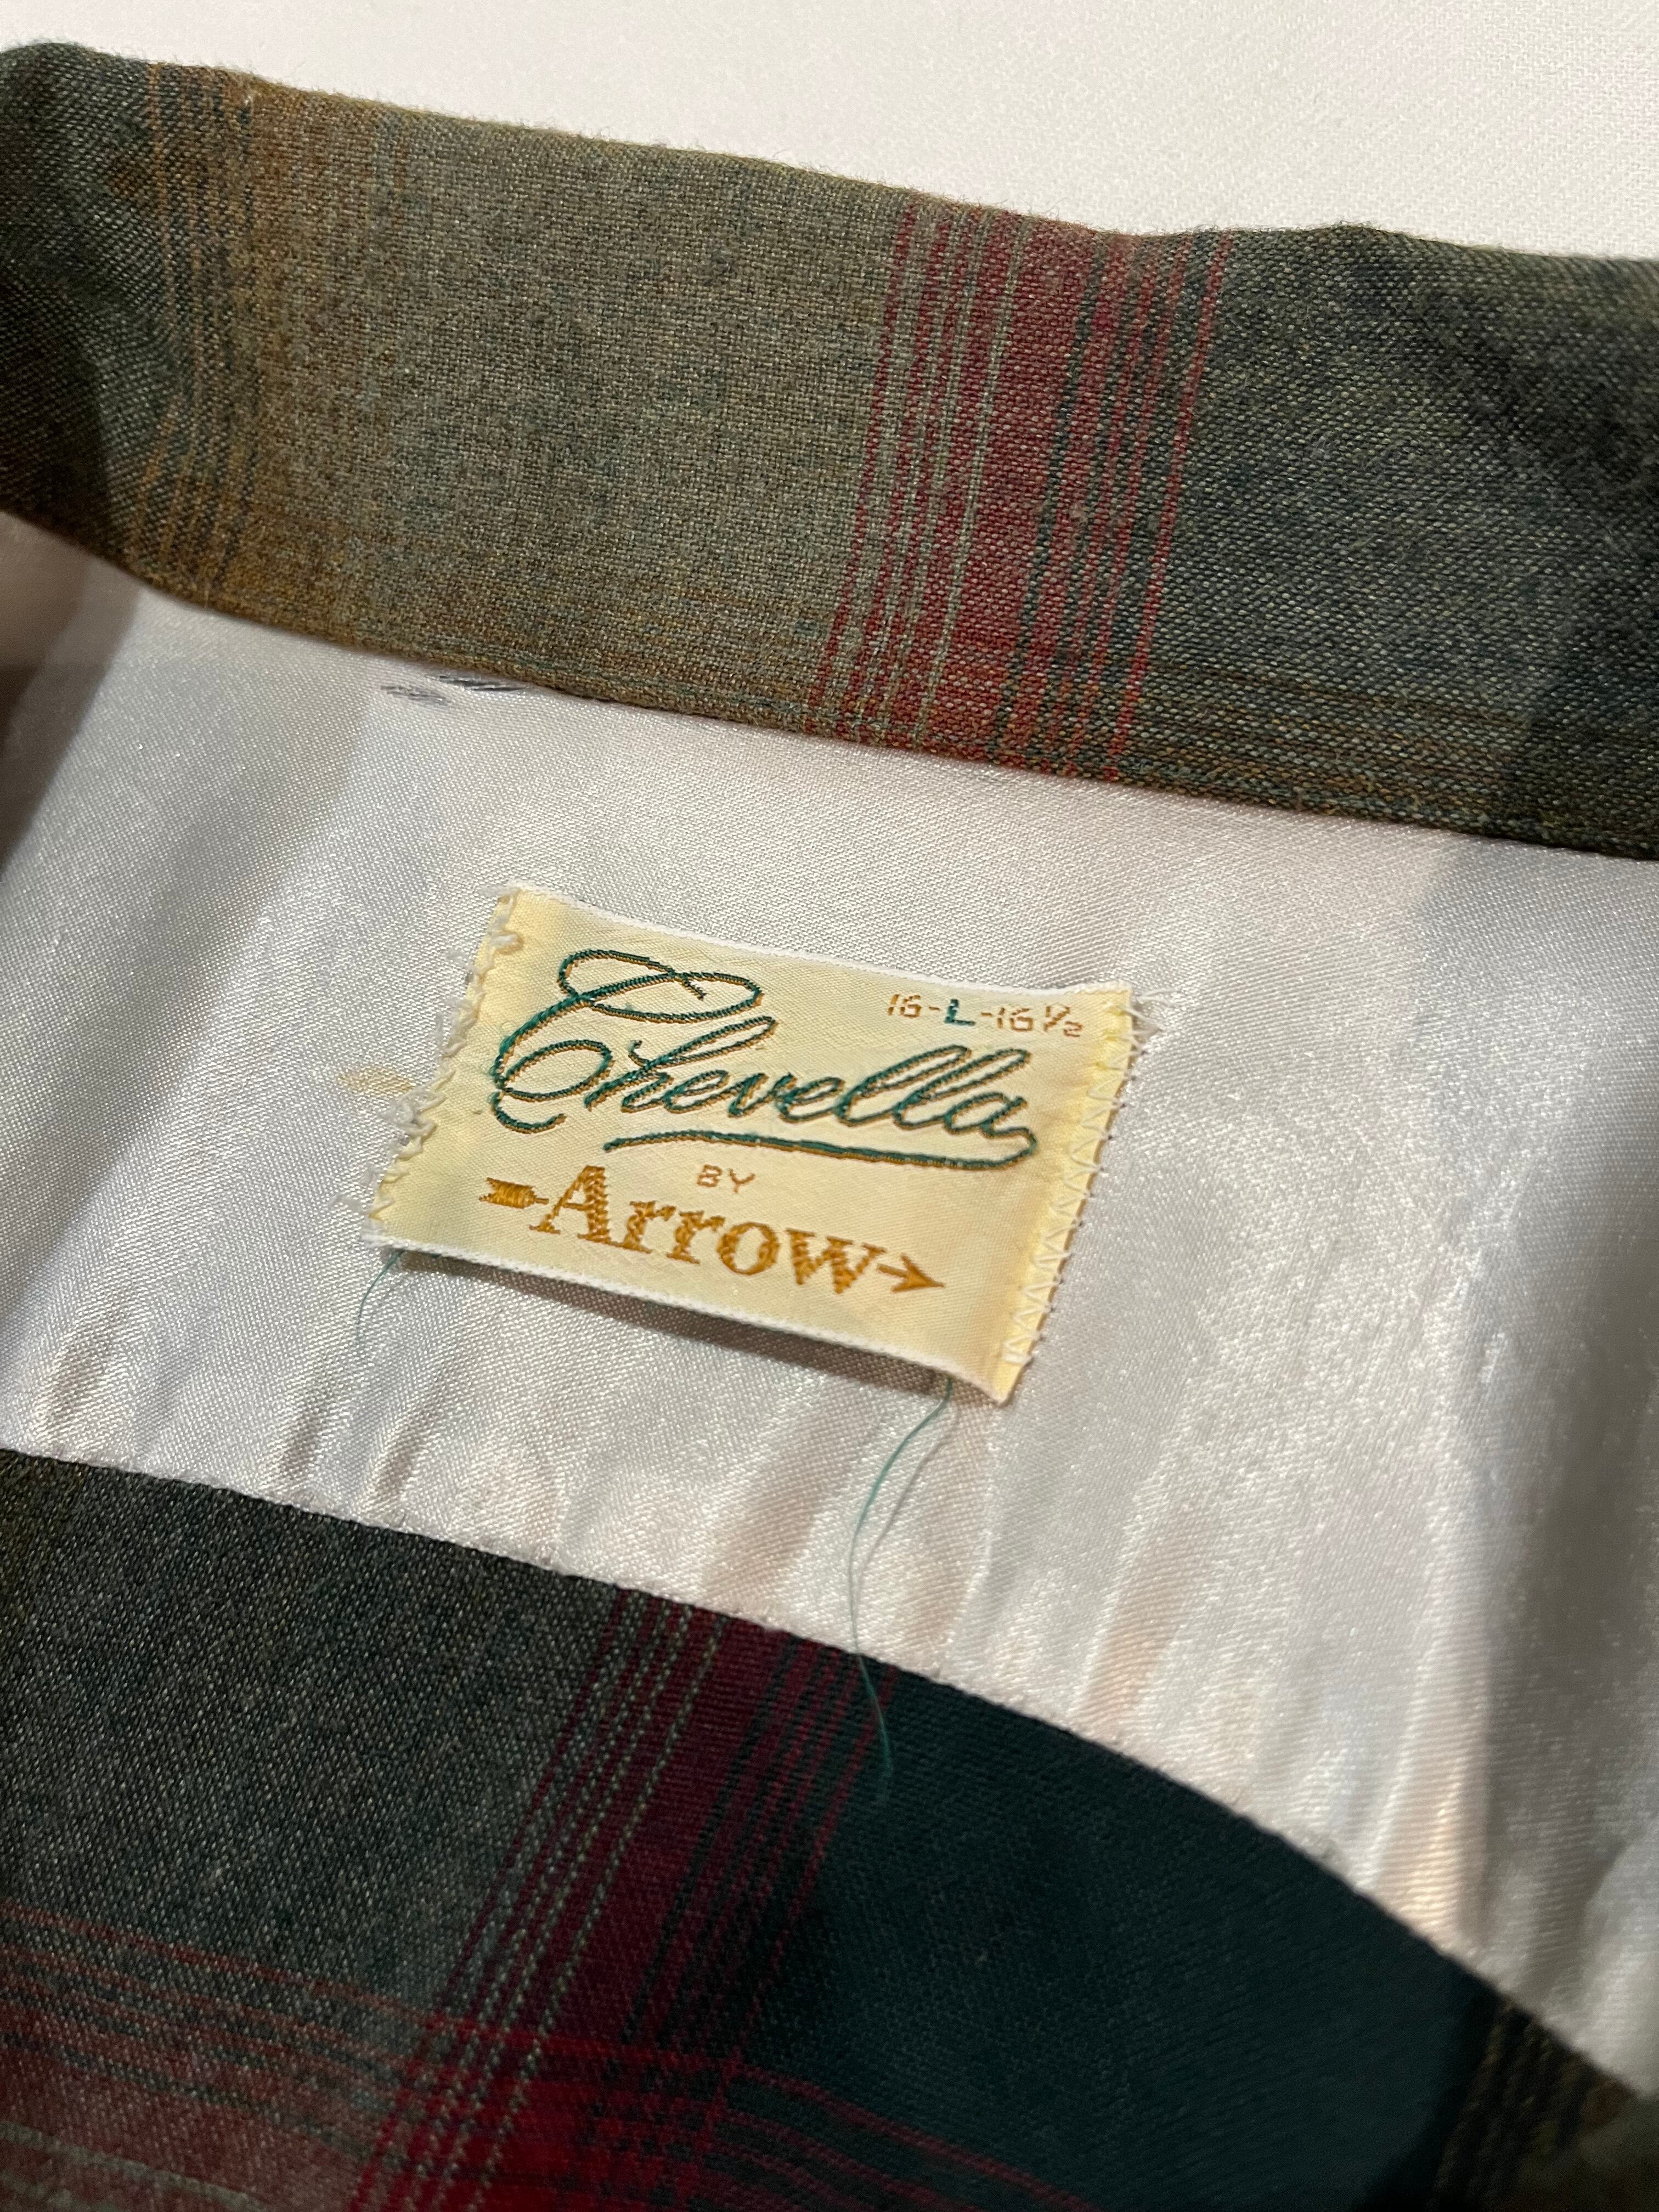 16-L-16½
Chevella
BY
Arrow